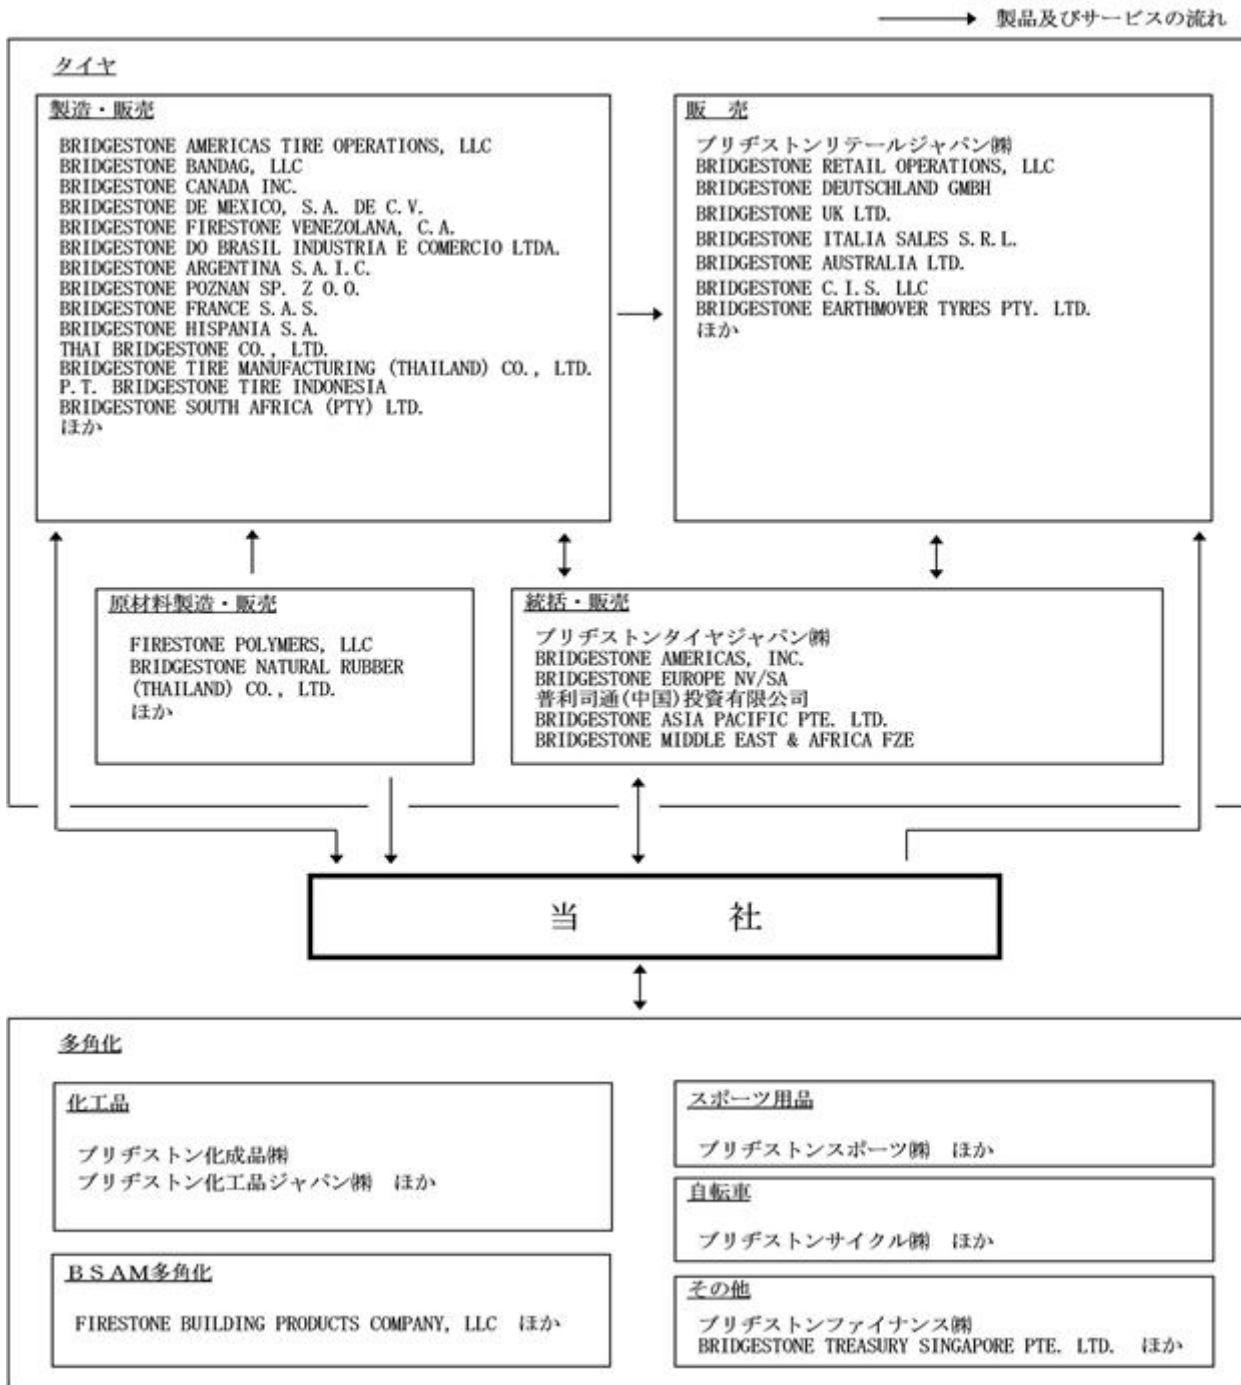 製品及びサービスの流れ
タイヤ
製造・販売
BRIDGESTONE AMERICAS TIRE OPERATIONS, LLC
BRIDGESTONE BANDAG, LLC
BRIDGESTONE CANADA INC.
BRIDGESTONE DE MEXICO, S.A. DE C.V.
BRIDGESTONE FIRESTONE VENEZOLANA, C.A.
BRIDGESTONE DO BRASIL INDUSTRIA E COMERCIO LTDA.
BRIDGESTONE ARGENTINA S.A.I.C.
BRIDGESTONE POZNAN SP. Z O.O.
BRIDGESTONE FRANCE S.A.S.
BRIDGESTONE HISPANIA S.A.
THAI BRIDGESTONE CO., LTD.
BRIDGESTONE TIRE MANUFACTURING (THAILAND) CO., LTD.
P.T. BRIDGESTONE TIRE INDONESIA
BRIDGESTONE SOUTH AFRICA (PTY) LTD.
ほか
販　売
ブリヂストンリテールジャパン㈱
BRIDGESTONE RETAIL OPERATIONS, LLC
BRIDGESTONE DEUTSCHLAND GMBH
BRIDGESTONE UK LTD.
BRIDGESTONE ITALIA SALES S.R.L.
BRIDGESTONE AUSTRALIA LTD.
BRIDGESTONE C.I.S. LLC
BRIDGESTONE EARTHMOVER TYRES PTY. LTD.
ほか
原材料製造・販売
FIRESTONE POLYMERS, LLC
BRIDGESTONE NATURAL RUBBER
(THAILAND) CO., LTD.
ほか
統括・販売
ブリヂストンタイヤジャパン㈱
BRIDGESTONE AMERICAS, INC.
BRIDGESTONE EUROPE NV/SA
普利司通(中国)投資有限公司
BRIDGESTONE ASIA PACIFIC PTE. LTD.
BRIDGESTONE MIDDLE EAST & AFRICA FZE
当　社
多角化
化工品
ブリヂストン化成品㈱
ブリヂストン化工品ジャパン㈱　ほか
ＢＳＡＭ多角化
FIRESTONE BUILDING PRODUCTS COMPANY, LLC　ほか
スポーツ用品
ブリヂストンスポーツ㈱　ほか
自転車
ブリヂストンサイクル㈱　ほか
その他
ブリヂストンファイナンス㈱
BRIDGESTONE TREASURY SINGAPORE PTE. LTD.　ほか